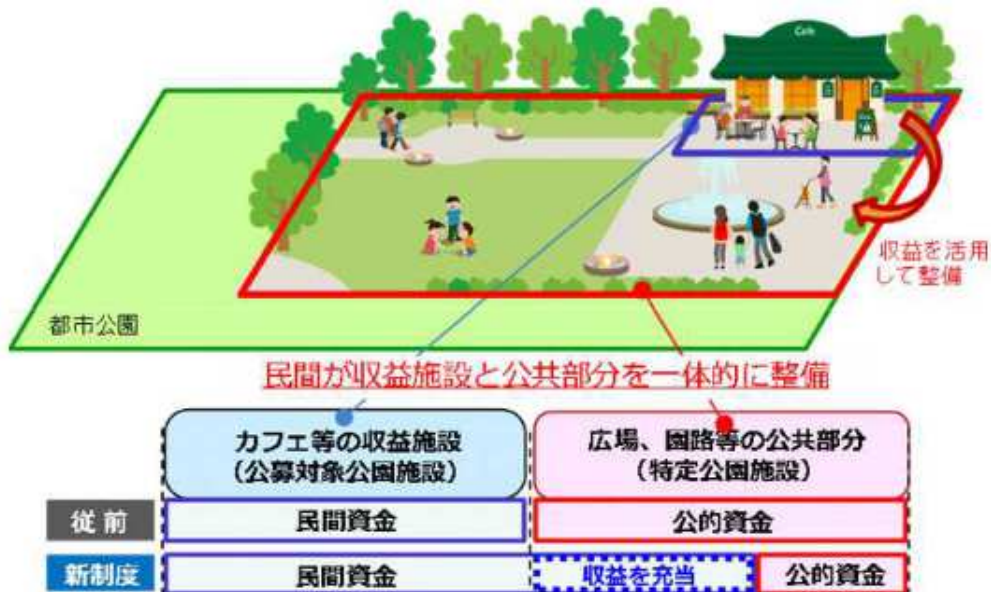 Cafe
収益を活用
して整備
都市公園
民間が収益施設と公共部分を一体的に整備
カフェ等の収益施設
(公募対象公園施設)
広場、園路等の公共部分
(特定公園施設)
従前
民間資金
公的資金
新制度
民間資金
収益を充当
公的資金